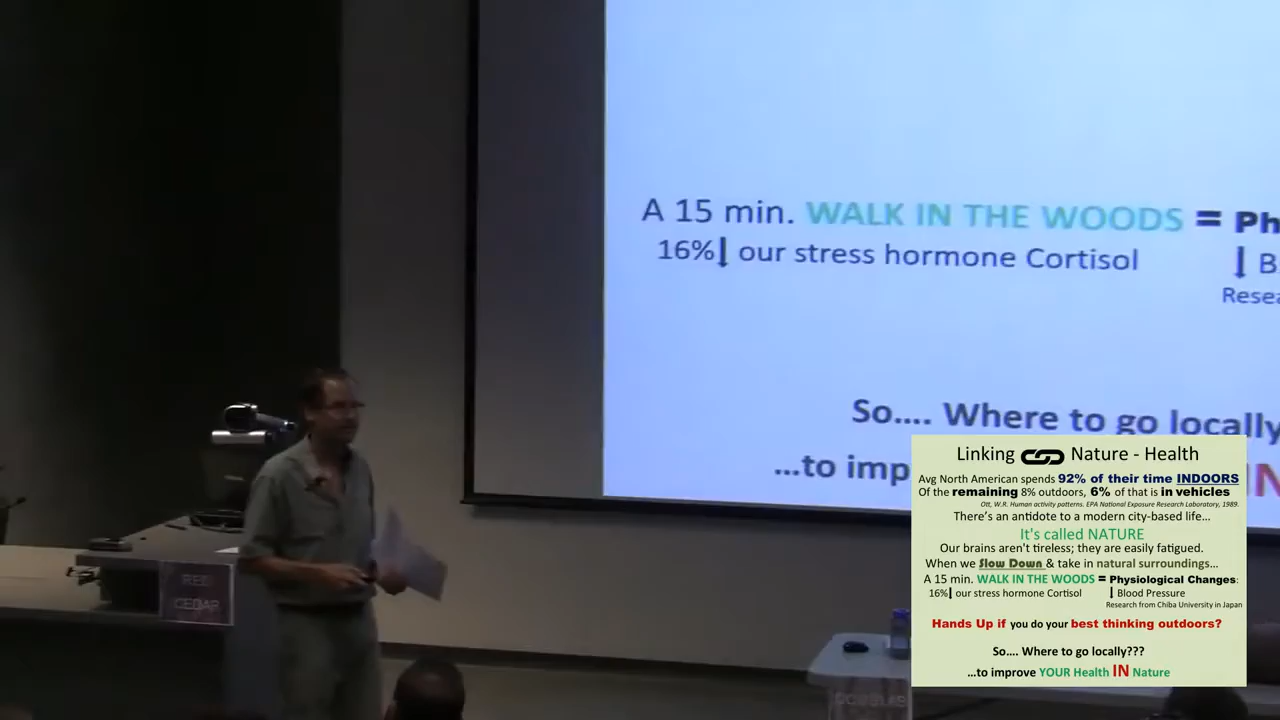 A 15 min. WALK IN THE WOODS = Ph
16%↓ our stress hormone Cortisol
↓ B
Resea
So.... Where to go locally
...to imp
IN
RED
CEDAR
DOUGLAS
Linking Nature - Health
Avg North American spends 92% of their time INDOORS
Of the remaining 8% outdoors, 6% of that is in vehicles
Ott, W.R. Human activity patterns. EPA National Exposure Research Laboratory, 1989.
There's an antidote to a modern city-based life...
It's called NATURE
Our brains aren't tireless; they are easily fatigued.
When we Slow Down & take in natural surroundings...
A 15 min. WALK IN THE WOODS = Physiological Changes:
16%↓ our stress hormone Cortisol ↓ Blood Pressure
Research from Chiba University in Japan
Hands Up if you do your best thinking outdoors?
So.... Where to go locally???
...to improve YOUR Health IN Nature